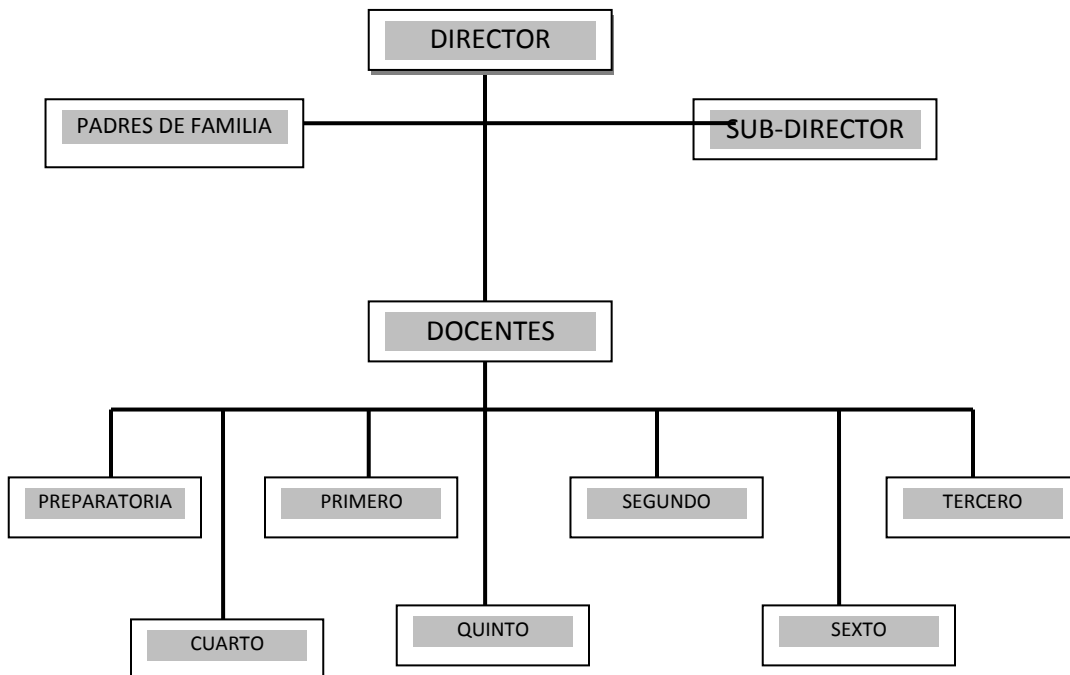 DIRECTOR
PADRES DE FAMILIA
SUB-DIRECTOR
DOCENTES
PREPARATORIA
PRIMERO
SEGUNDO
TERCERO
CUARTO
QUINTO
SEXTO